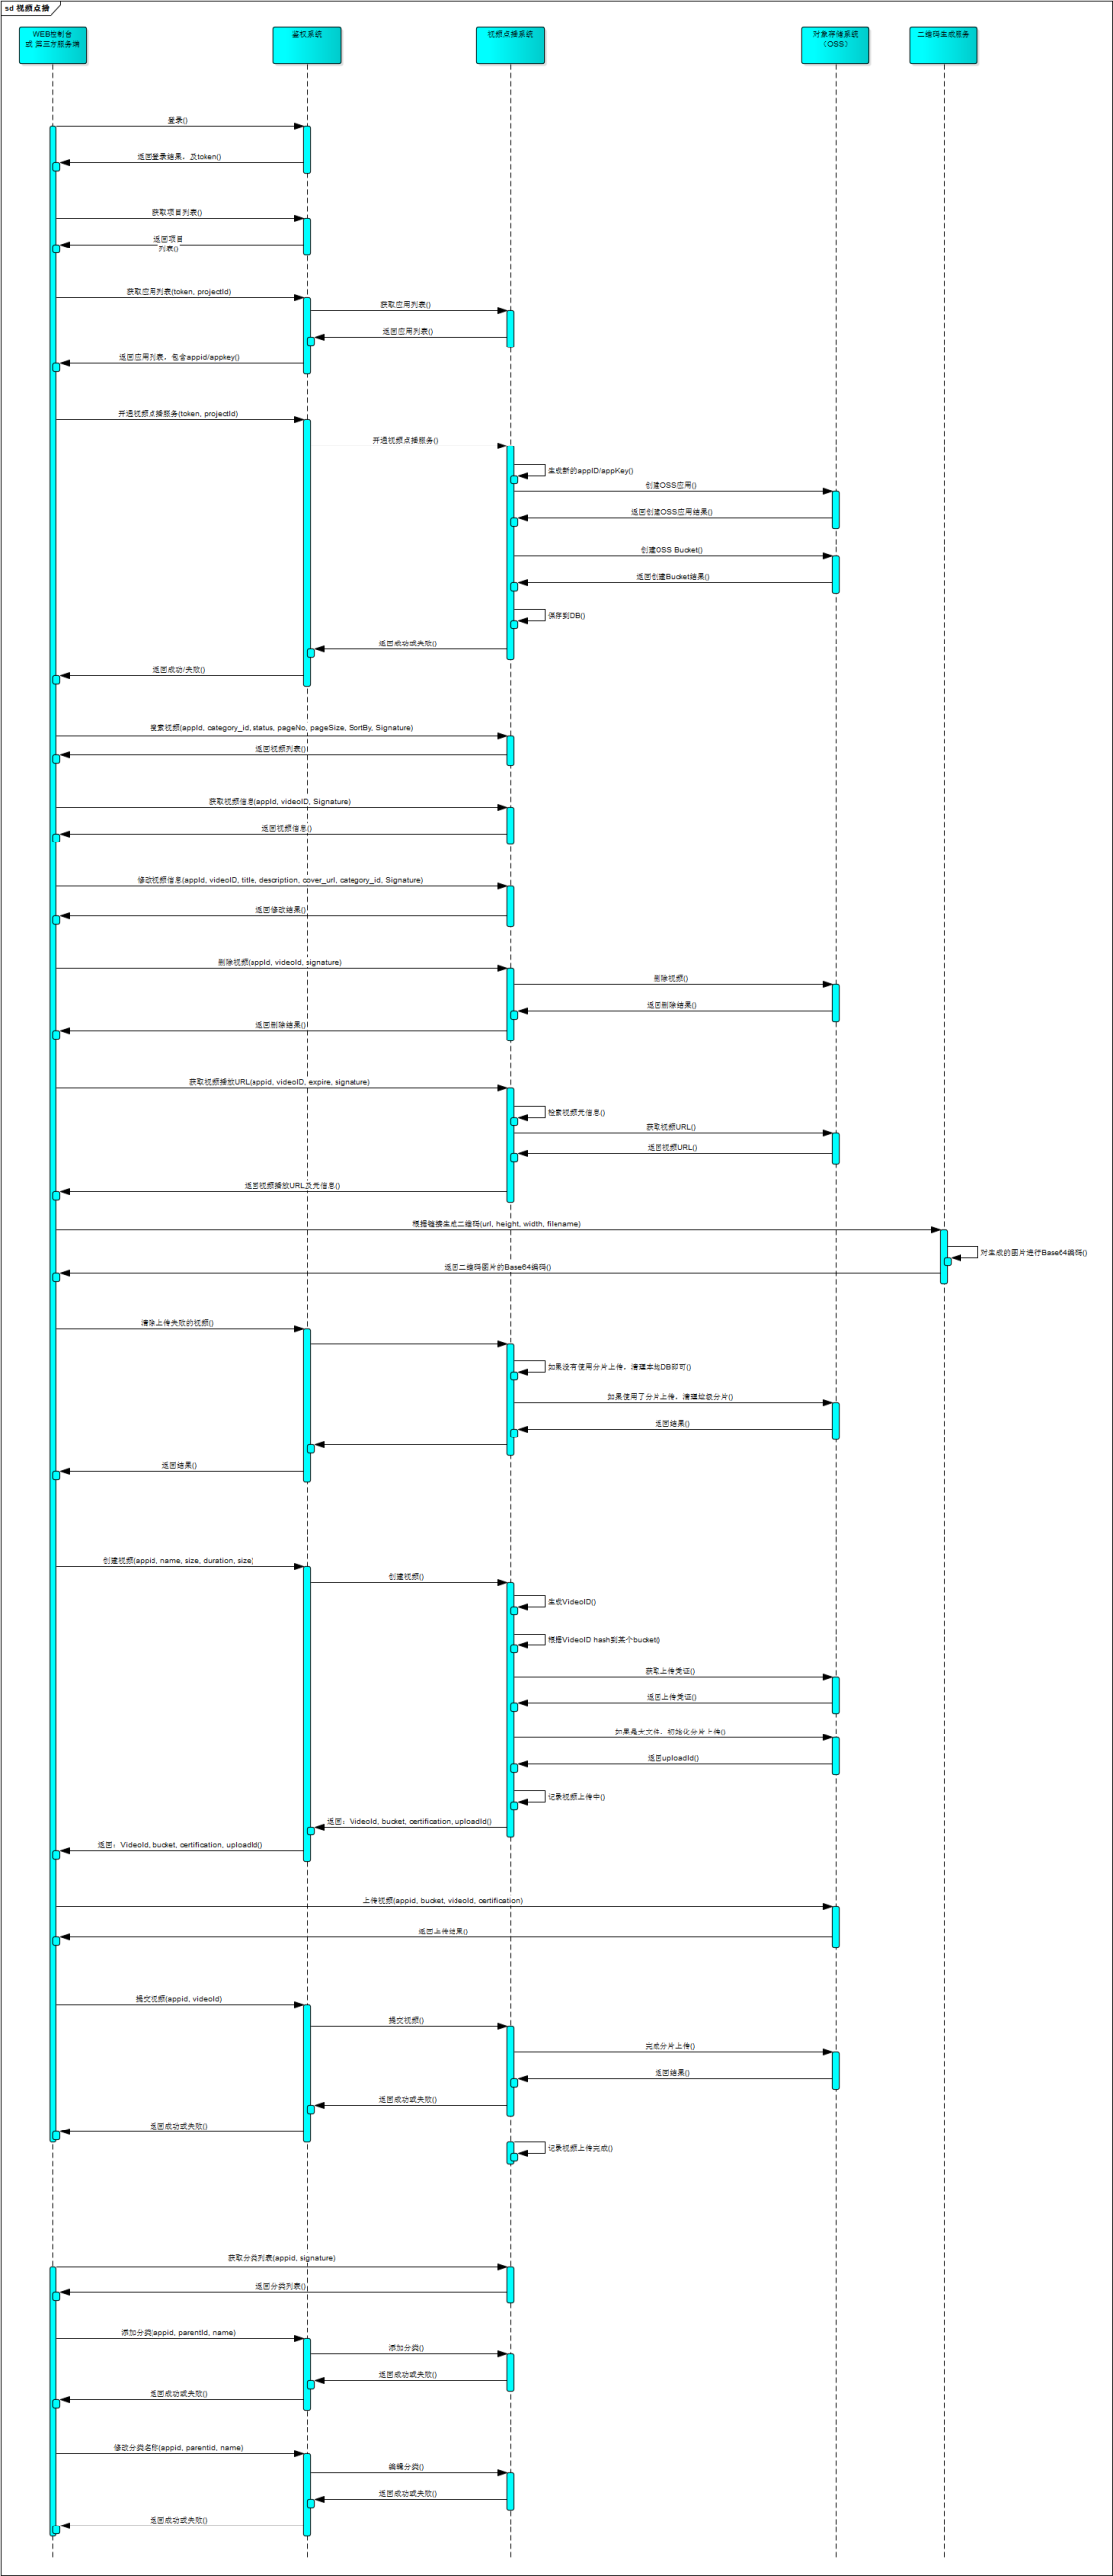 sd 视频点播
WEB控制台
或 第三方服务端
鉴权系统
视频点播系统
对象存储系统
（OSS）
二维码生成服务
登录()
返回登录结果，及token()
获取项目列表()
返回项目
列表()
获取应用列表(token, projectId)
获取应用列表()
返回应用列表()
返回应用列表，包含appid/appkey()
开通视频点播服务(token, projectId)
开通视频点播服务()
生成新的appID/appKey()
创建OSS应用()
返回创建OSS应用结果()
创建OSS Bucket()
返回创建Bucket结果()
保存到DB()
返回成功或失败()
返回成功/失败()
搜索视频(appId, category_id, status, pageNo, pageSize, SortBy, Signature)
返回视频列表()
获取视频信息(appId, videoID, Signature)
返回视频信息()
修改视频信息(appId, videoID, title, description, cover_url, category_id, Signature)
返回修改结果()
删除视频(appId, videoId, signature)
删除视频()
返回删除结果()
返回删除结果()
获取视频播放URL(appid, videoID, expire, signature)
检索视频元信息()
获取视频URL()
返回视频URL()
返回视频播放URL及元信息()
根据链接生成二维码(url, height, width, filename)
对生成的图片进行Base64编码()
返回二维码图片的Base64编码()
清除上传失败的视频()
如果没有使用分片上传，清理本地DB即可()
如果使用了分片上传，清理垃圾分片()
返回结果()
返回结果()
创建视频(appid, name, size, duration, size)
创建视频()
生成VideoID()
根据VideoID hash到某个bucket()
获取上传凭证()
返回上传凭证()
如果是大文件，初始化分片上传()
返回uploadId()
记录视频上传中()
返回：VideoId, bucket, certification, uploadId()
返回：VideoId, bucket, certification, uploadId()
上传视频(appid, bucket, videoId, certification)
返回上传结果()
提交视频(appid, videoId)
提交视频()
完成分片上传()
返回结果()
返回成功或失败()
返回成功或失败()
记录视频上传完成()
获取分类列表(appid, signature)
返回分类列表()
添加分类(appid, parentId, name)
添加分类()
返回成功或失败()
返回成功或失败()
修改分类名称(appid, parentId, name)
编辑分类()
返回成功或失败()
返回成功或失败()